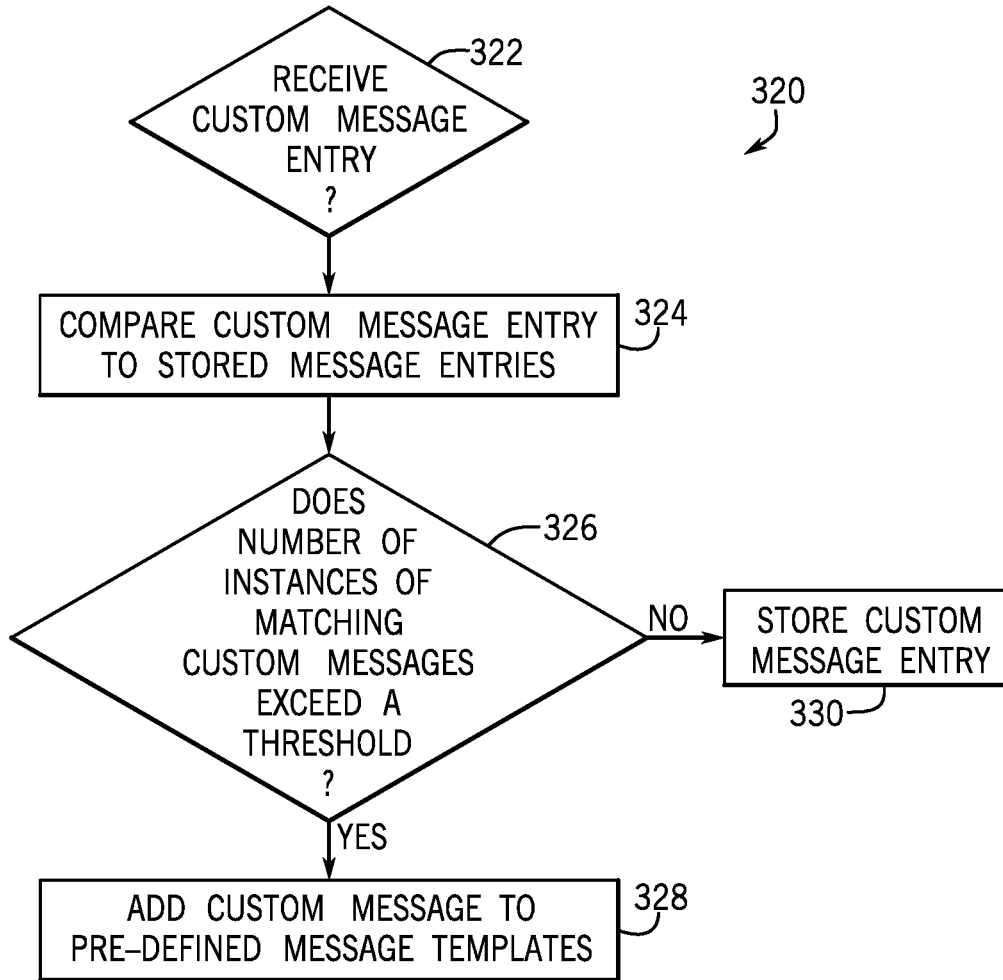 RECEIVE
CUSTOM MESSAGE
ENTRY
?
322
320
COMPARE CUSTOM MESSAGE ENTRY
TO STORED MESSAGE ENTRIES
324
DOES
NUMBER OF
INSTANCES OF
MATCHING
CUSTOM MESSAGES
EXCEED A
THRESHOLD
?
326
NO
STORE CUSTOM
MESSAGE ENTRY
330
YES
ADD CUSTOM MESSAGE TO
PRE–DEFINED MESSAGE TEMPLATES
328